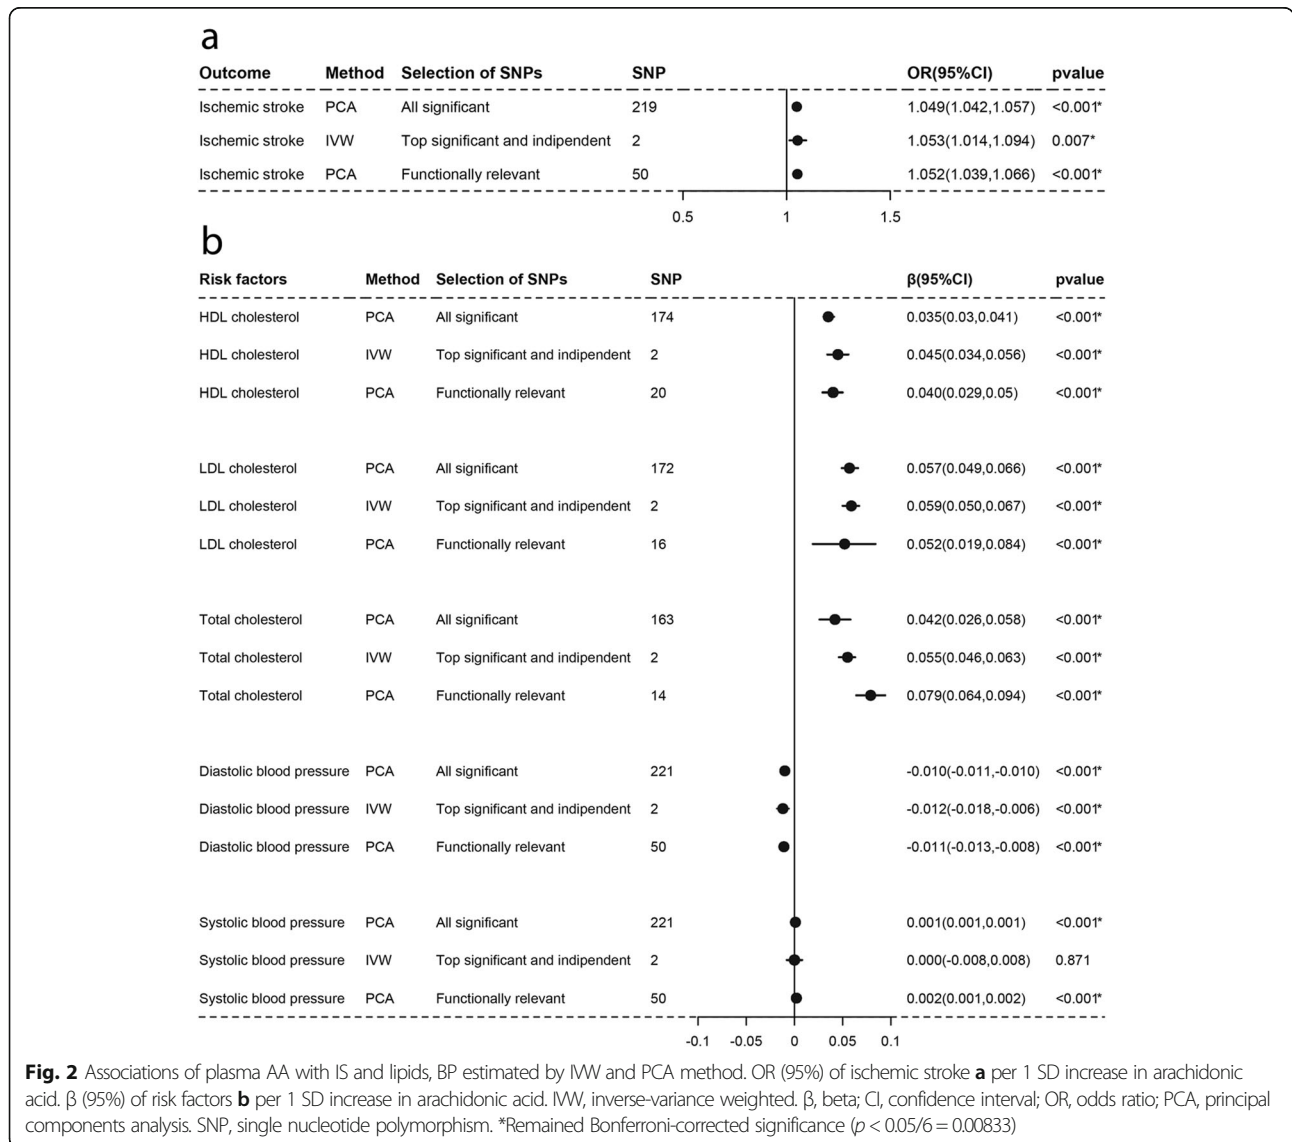 a
Outcome Method Selection of SNPs SNP OR(95%CI) pvalue
Ischemic stroke PCA All significant 219 1.049(1.042,1.057) <0.001*
Ischemic stroke IVW Top significant and indipendent 2 1.053(1.014,1.094) 0.007*
Ischemic stroke PCA Functionally relevant 50 1.052(1.039,1.066) <0.001*
0.5 1 1.5
b
Risk factors Method Selection of SNPs SNP β(95%CI) pvalue
HDL cholesterol PCA All significant 174 0.035(0.03,0.041) <0.001*
HDL cholesterol IVW Top significant and indipendent 2 0.045(0.034,0.056) <0.001*
HDL cholesterol PCA Functionally relevant 20 0.040(0.029,0.05) <0.001*
LDL cholesterol PCA All significant 172 0.057(0.049,0.066) <0.001*
LDL cholesterol IVW Top significant and indipendent 2 0.059(0.050,0.067) <0.001*
LDL cholesterol PCA Functionally relevant 16 0.052(0.019,0.084) <0.001*
Total cholesterol PCA All significant 163 0.042(0.026,0.058) <0.001*
Total cholesterol IVW Top significant and indipendent 2 0.055(0.046,0.063) <0.001*
Total cholesterol PCA Functionally relevant 14 0.079(0.064,0.094) <0.001*
Diastolic blood pressure PCA All significant 221 -0.010(-0.011,-0.010) <0.001*
Diastolic blood pressure IVW Top significant and indipendent 2 -0.012(-0.018,-0.006) <0.001*
Diastolic blood pressure PCA Functionally relevant 50 -0.011(-0.013,-0.008) <0.001*
Systolic blood pressure PCA All significant 221 0.001(0.001,0.001) <0.001*
Systolic blood pressure IVW Top significant and indipendent 2 0.000(-0.008,0.008) 0.871
Systolic blood pressure PCA Functionally relevant 50 0.002(0.001,0.002) <0.001*
-0.1 -0.05 0 0.05 0.1
Fig. 2 Associations of plasma AA with IS and lipids, BP estimated by IVW and PCA method. OR (95%) of ischemic stroke a per 1 SD increase in arachidonic
acid. β (95%) of risk factors b per 1 SD increase in arachidonic acid. IVW, inverse-variance weighted. β, beta; CI, confidence interval; OR, odds ratio; PCA, principal
components analysis. SNP, single nucleotide polymorphism. *Remained Bonferroni-corrected significance (p < 0.05/6 = 0.00833)